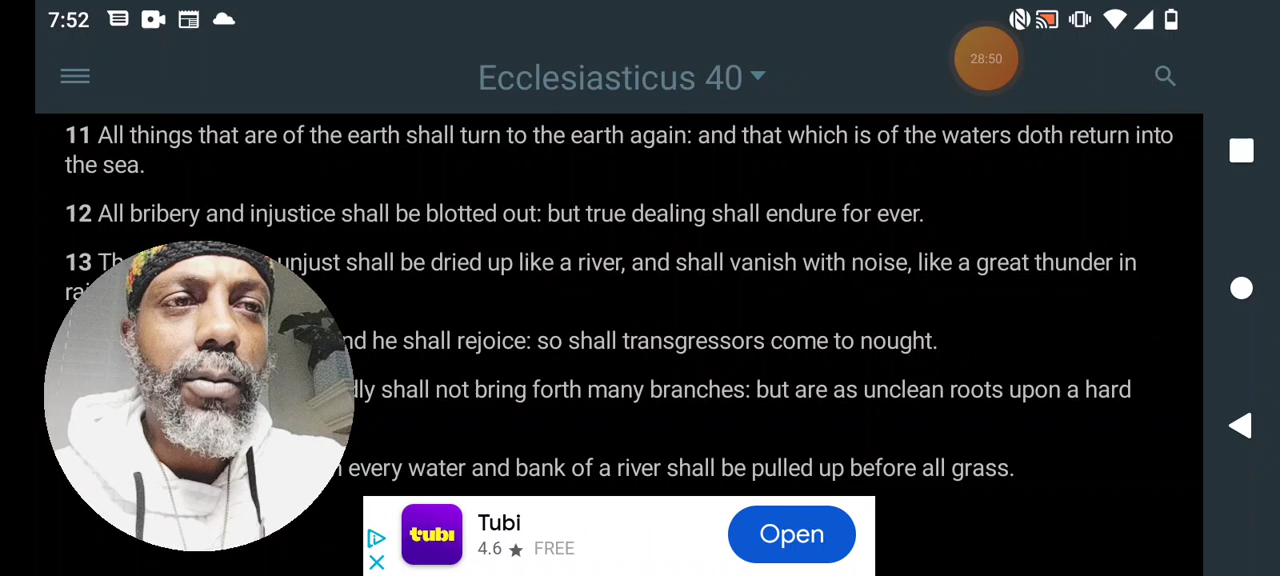 7:52
28:50
Ecclesiasticus 40
11 All things that are of the earth shall turn to the earth again: and that which is of the waters doth return into
the sea.
12 All bribery and injustice shall be blotted out: but true dealing shall endure for ever.
13 unjust shall be dried up like a river, and shall vanish with noise, like a great thunder in
he shall rejoice: so shall transgressors come to nought.
shall not bring forth many branches: but are as unclean roots upon a hard
every water and bank of a river shall be pulled up before all grass.
Tubi
tubi
4.6 ★ FREE
Open